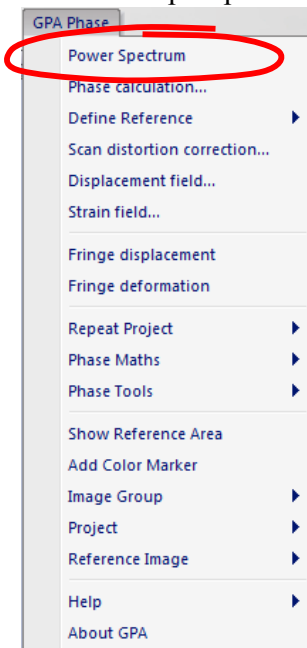 GPA Phase
Power Spectrum
Phase calculation...
Define Reference
Scan distortion correction...
Displacement field...
Strain field...
Fringe displacement
Fringe deformation
Repeat Project
Phase Maths
Phase Tools
Show Reference Area
Add Color Marker
Image Group
Project
Reference Image
Help
About GPA